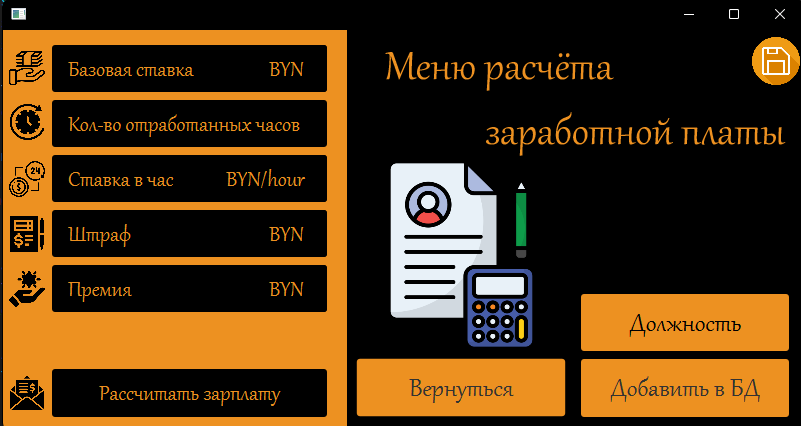 Меню расчёта
заработной платы
Базовая ставка BYN
Кол-во отработанных часов
Ставка в час BYN/hour
24
$
Штраф BYN
$
Премия BYN
$
Рассчитать зарплату
Должность
Вернуться
Добавить в БД